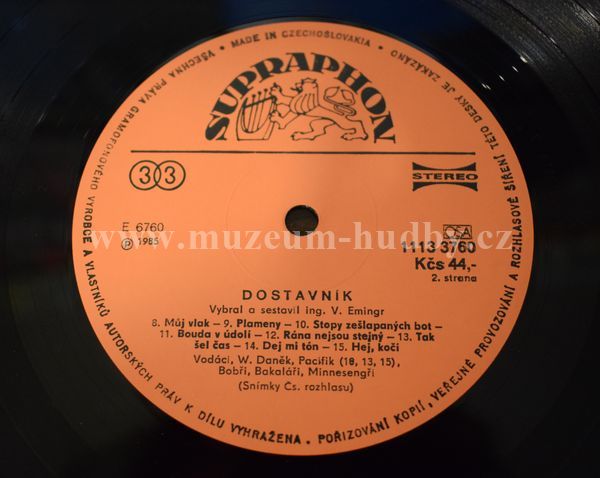 VŠECHNA PRÁVA GRAMOFONOVÉHO VÝROBCE A VLASTNÍKŮ AUTORSKÝCH PRÁV K DÍLU VYHRAŽENA. POŘIZOVÁNÍ KOPIÍ, VEŘEJNÉ PROVOZOVÁNÍ A ROZHLASOVÉ ŠÍŘENÍ TÉTO DESKY JE ZAKÁZÁNO • MADE IN CZECHOSLOVAKIA •
SUPRAPHON
33
STEREO
E 6760
Ⓟ 1985
OSA
1113 3760
Kčs 44,-
2. strana
www.muzeum-hudby.cz
DOSTAVNÍK
Vybral a sestavil ing. V. Emingr
8. Můj vlak – 9. Plameny – 10. Stopy zešlapaných bot –
11. Bouda v údolí – 12. Rána nejsou stejný – 13. Tak
šel čas – 14. Dej mi tón – 15. Hej, kočí
Vodáci, W. Daněk, Pacifik (18, 13, 15),
Bobři, Bakaláři, Minnesengři
(Snímky Čs. rozhlasu)